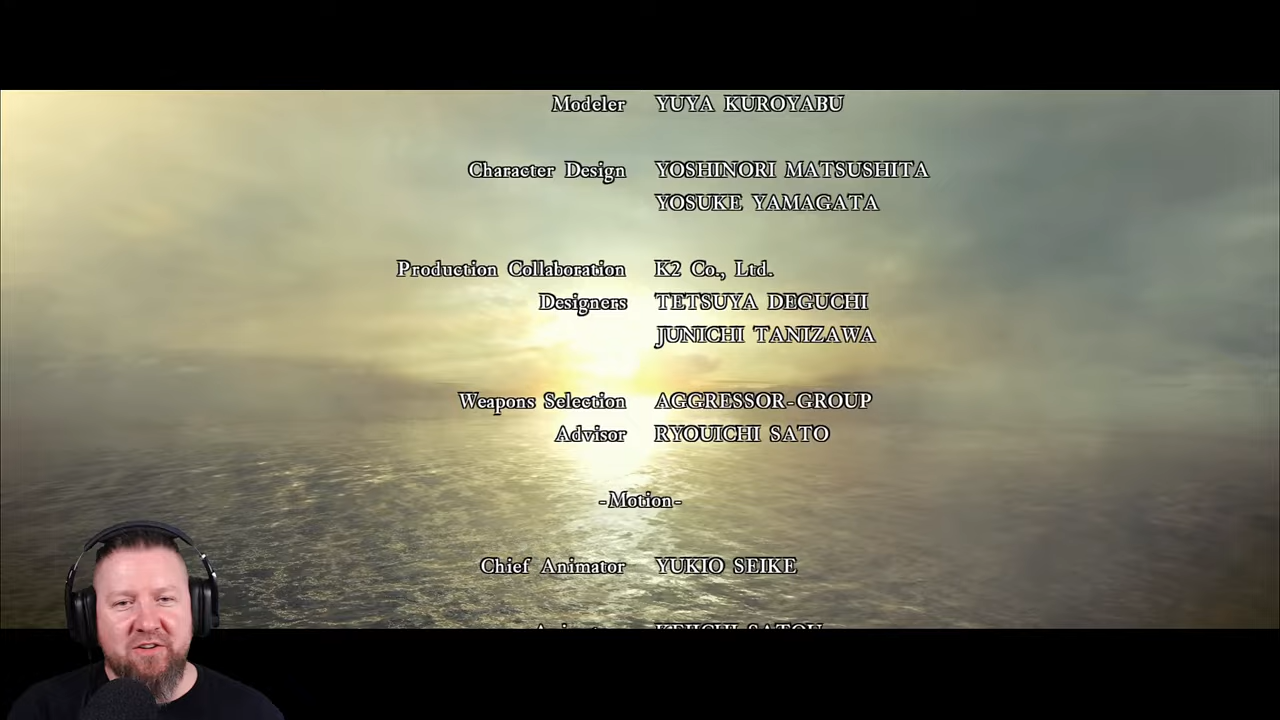 Modeler YUYA KUROYABU
Character Design YOSHINORI MATSUSHITA
YOSUKE YAMAGATA
Production Collaboration K2 Co., Ltd.
Designers TETSUYA DEGUCHI
JUNICHI TANIZAWA
Weapons Selection AGGRESSOR-GROUP
Advisor RYOUICHI SATO
-Motion-
Chief Animator YUKIO SEIKE